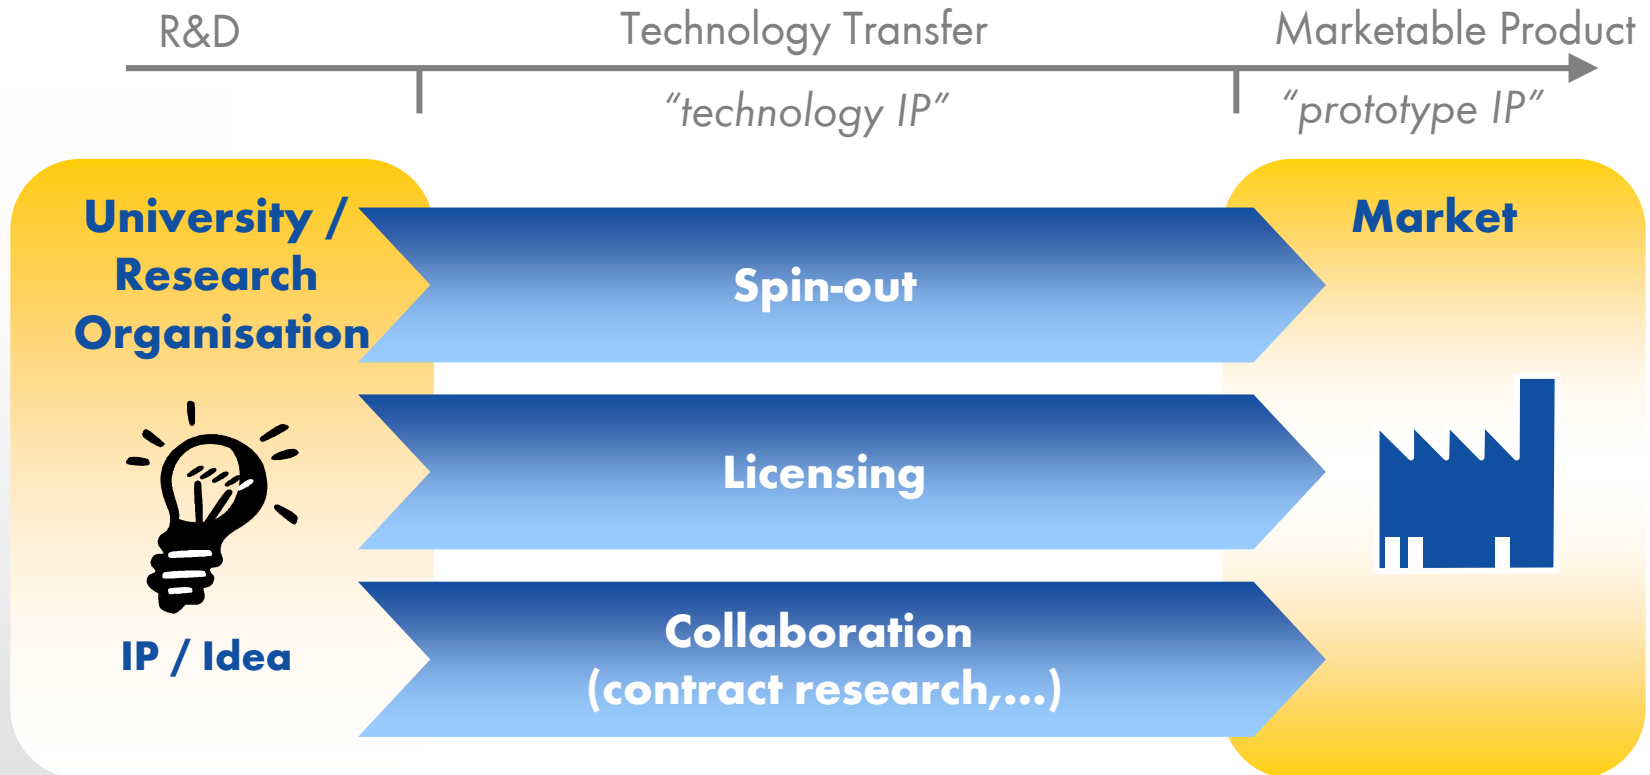 R&D
Technology Transfer
Marketable Product
“technology IP”
“prototype IP”
University /
Research
Organisation
IP / Idea
Spin-out
Licensing
Collaboration
(contract research,...)
Market